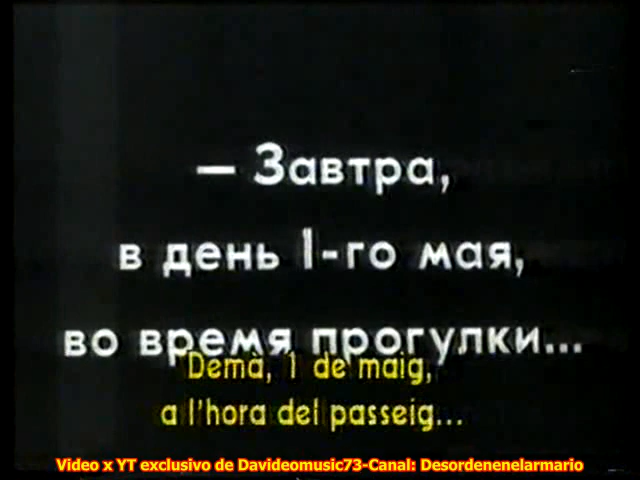 — Завтра,
в день 1-го мая,
во время прогулки...
Demà, 1 de maig,
a l'hora del passeig...
Video x YT exclusivo de Davideomusic73-Canal: Desordenenelarmario